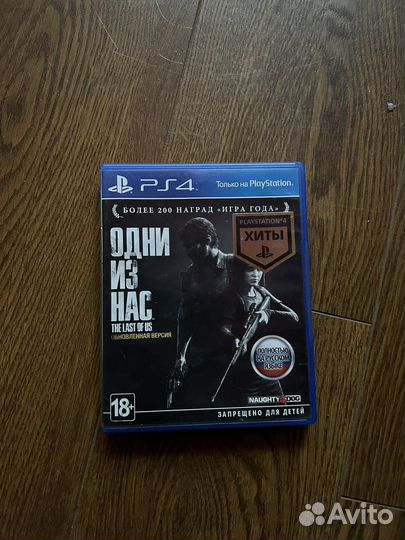 PS4
Только на PlayStation.
БОЛЕЕ 200 НАГРАД «ИГРА ГОДА»
PLAYSTATION®4
ХИТЫ
ОДНИ
ИЗ
НАС
THE LAST OF US
ОБНОВЛЕННАЯ ВЕРСИЯ
ПОЛНОСТЬЮ
НА РУССКОМ
ЯЗЫКЕ
18+
NAUGHTY DOG
ЗАПРЕЩЕНО ДЛЯ ДЕТЕЙ
Avito